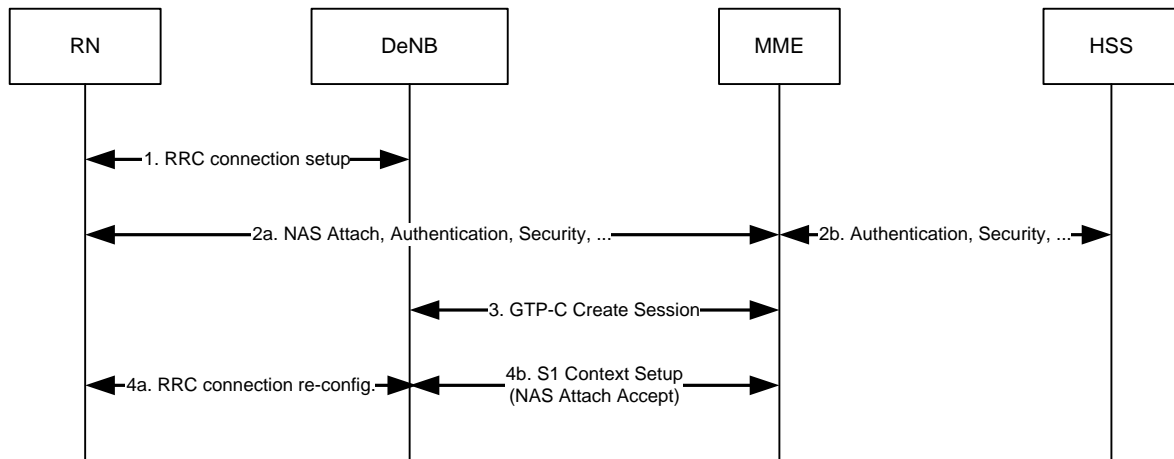 RN
DeNB
MME
HSS
1. RRC connection setup
2a. NAS Attach, Authentication, Security, ...
2b. Authentication, Security, ...
3. GTP-C Create Session
4a. RRC connection re-config.
4b. S1 Context Setup
(NAS Attach Accept)